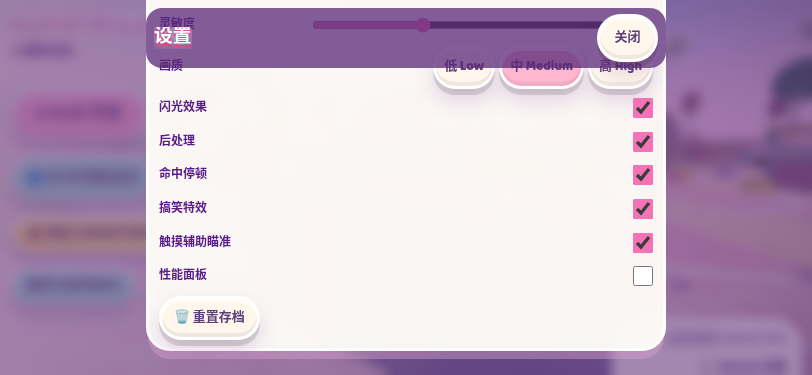 灵敏度
设置
关闭
画质
低 Low 中 Medium 高 High
闪光效果
后处理
命中停顿
搞笑特效
触摸辅助瞄准
性能面板
🗑️ 重置存档